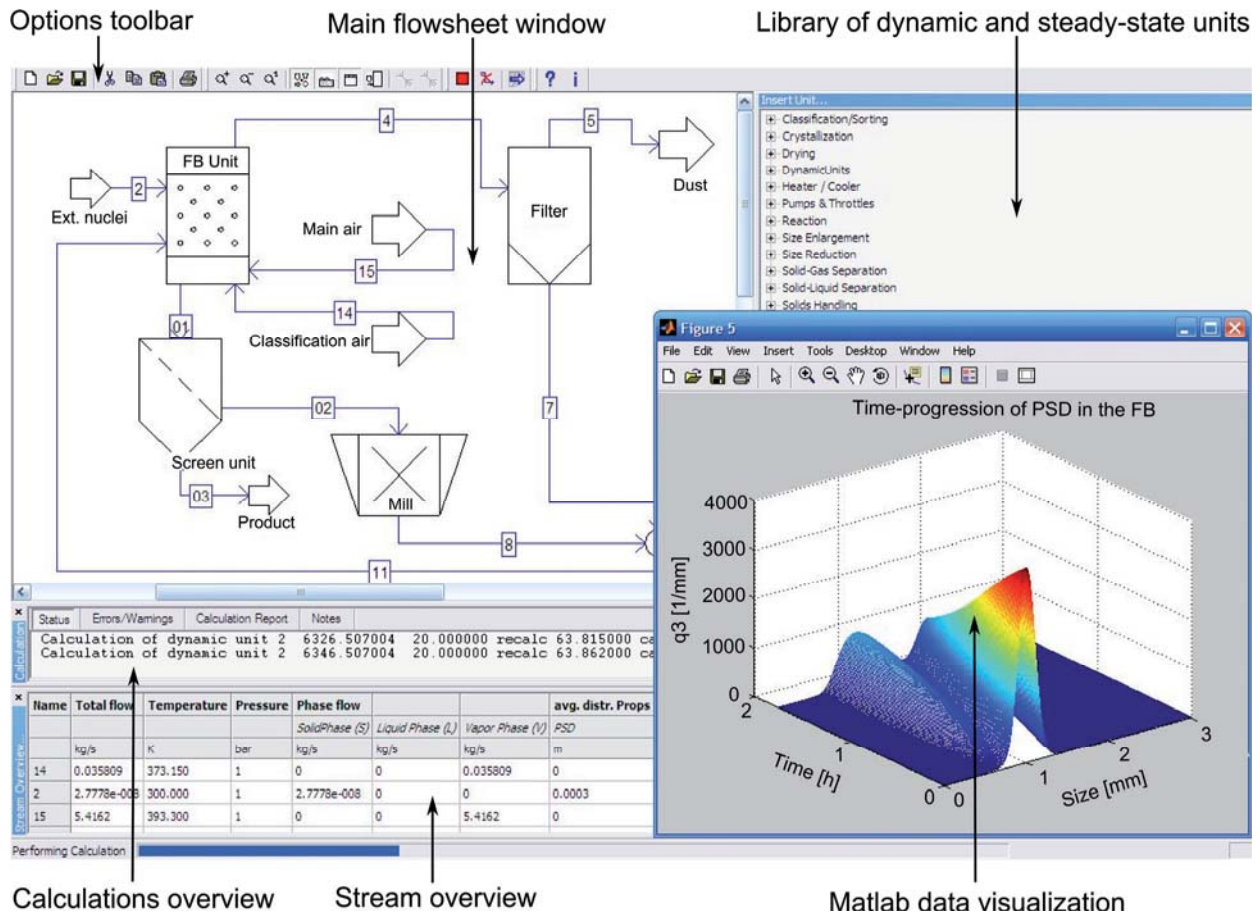 Options toolbar
Main flowsheet window
Library of dynamic and steady-state units
Insert Unit...
Classification/Sorting
Crystallization
Drying
DynamicUnits
Heater / Cooler
Pumps & Throttles
Reaction
Size Enlargement
Size Reduction
Solid-Gas Separation
Solid-Liquid Separation
Solids Handling
4
5
FB Unit
2
Ext. nuclei
Dust
Filter
Main air
15
14
Classification air
01
02
7
Screen unit
03
Product
Mill
8
11
Figure 5
File Edit View Insert Tools Desktop Window Help
Time-progression of PSD in the FB
4000
3000
2000
1000
0
q3 [1/mm]
2
1
0
Time [h]
0
1
2
3
Size [mm]
Calculation
Status Errors/Warnings Calculation Report Notes
Calculation of dynamic unit 2 6326.507004 20.000000 recalc 63.815000 ca
Calculation of dynamic unit 2 6346.507004 20.000000 recalc 63.862000 ca
Stream Overview...
Name Total flow Temperature Pressure Phase flow avg. distr. Props
SolidPhase (S) Liquid Phase (L) Vapor Phase (V) PSD
kg/s K bar kg/s kg/s kg/s m
14 0.035809 373.150 1 0 0 0.035809 0
2 2.7778e-008 300.000 1 2.7778e-008 0 0 0.0003
15 5.4162 393.300 1 0 0 5.4162 0
Performing Calculation
Calculations overview
Stream overview
Matlab data visualization